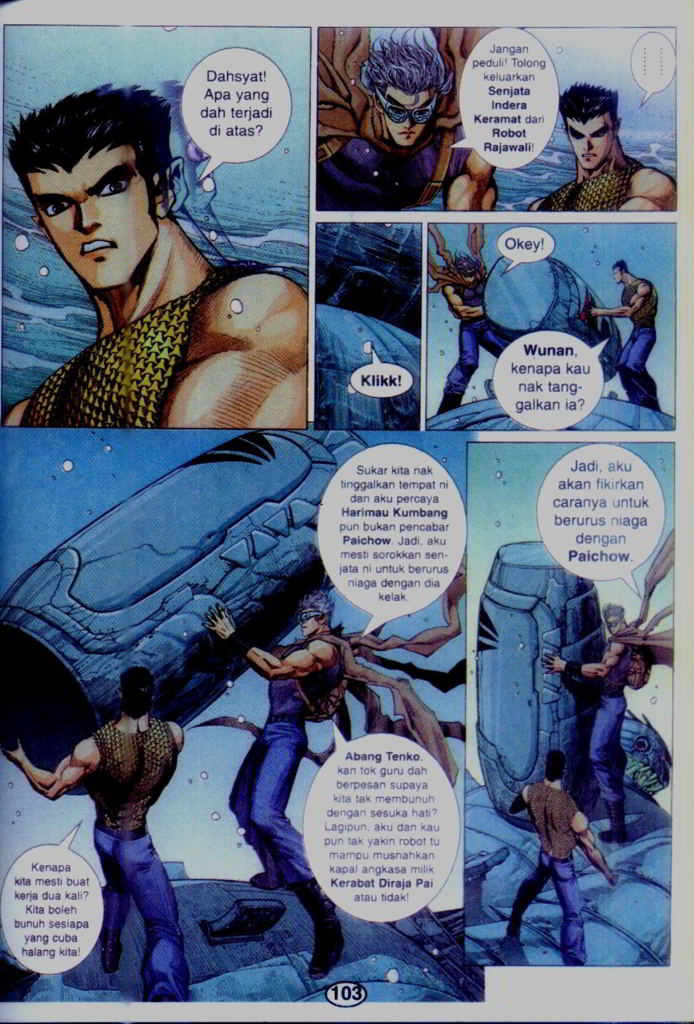 Dahsyat!
Apa yang
dah terjadi
di atas?
Jangan
peduli! Tolong
keluarkan
Senjata
Indera
Keramat dari
Robot
Rajawali!
Klikk!
Okey!
Wunan,
kenapa kau
nak tang-
galkan ia?
Sukar kita nak
tinggalkan tempat ni
dan aku percaya
Harimau Kumbang
pun bukan pencabar
Paichow. Jadi, aku
mesti sorokkan sen-
jata ni untuk berurus
niaga dengan dia
kelak.
Kenapa
kita mesti buat
kerja dua kali?
Kita boleh
bunuh sesiapa
yang cuba
halang kita!
Abang Tenko,
kan tok guru dah
berpesan supaya
kita tak membunuh
dengan sesuka hati?
Lagipun, aku dan kau
pun tak yakin robot tu
mampu musnahkan
kapal angkasa milik
Kerabat Diraja Pai
atau tidak!
Jadi, aku
akan fikirkan
caranya untuk
berurus niaga
dengan
Paichow.
103